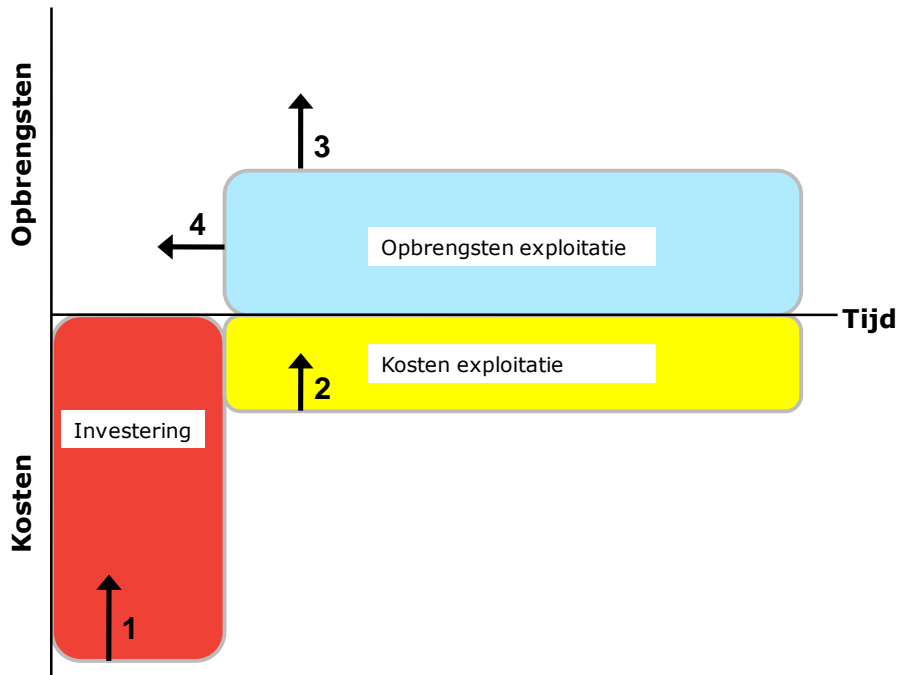 Opbrengsten
3
4
Opbrengsten exploitatie
Tijd
Kosten exploitatie
2
Investering
Kosten
1